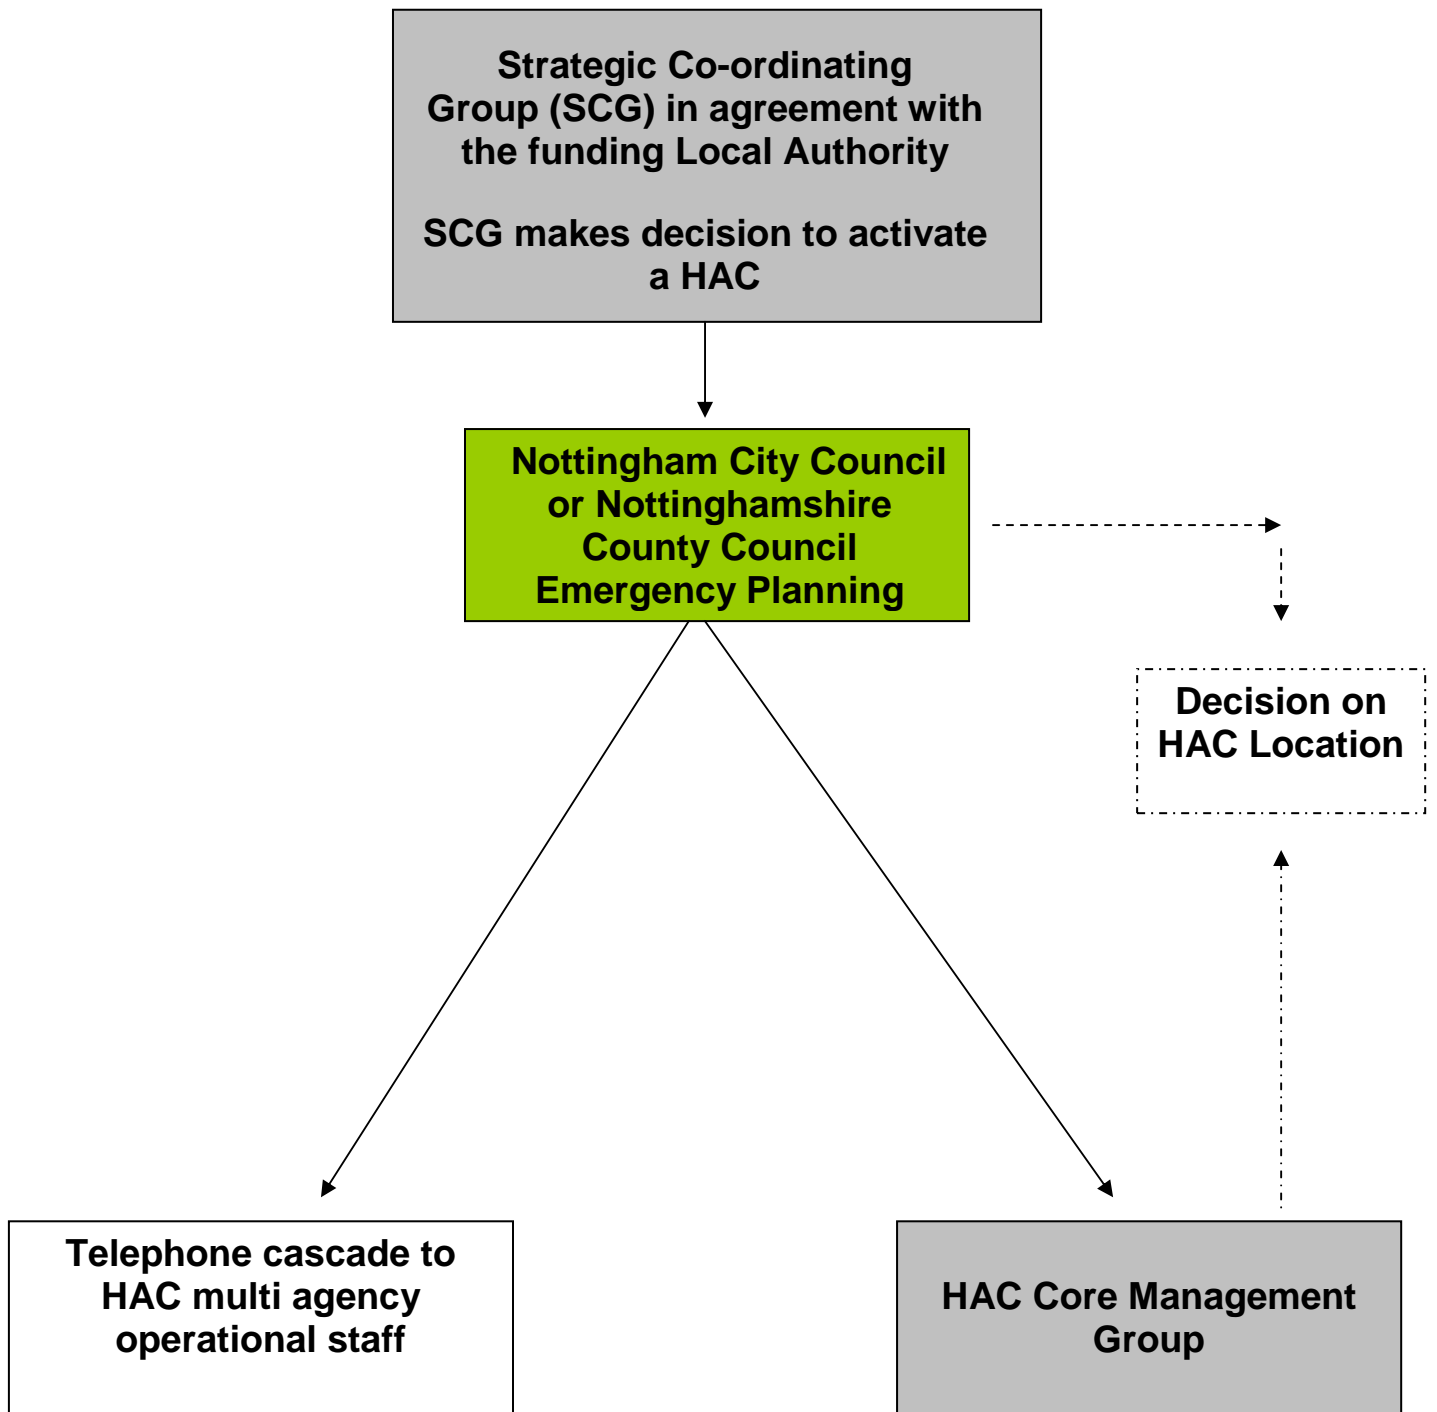 Strategic Co-ordinating
Group (SCG) in agreement with
the funding Local Authority
SCG makes decision to activate
a HAC
Nottingham City Council
or Nottinghamshire
County Council
Emergency Planning
Decision on
HAC Location
Telephone cascade to
HAC multi agency
operational staff
HAC Core Management
Group